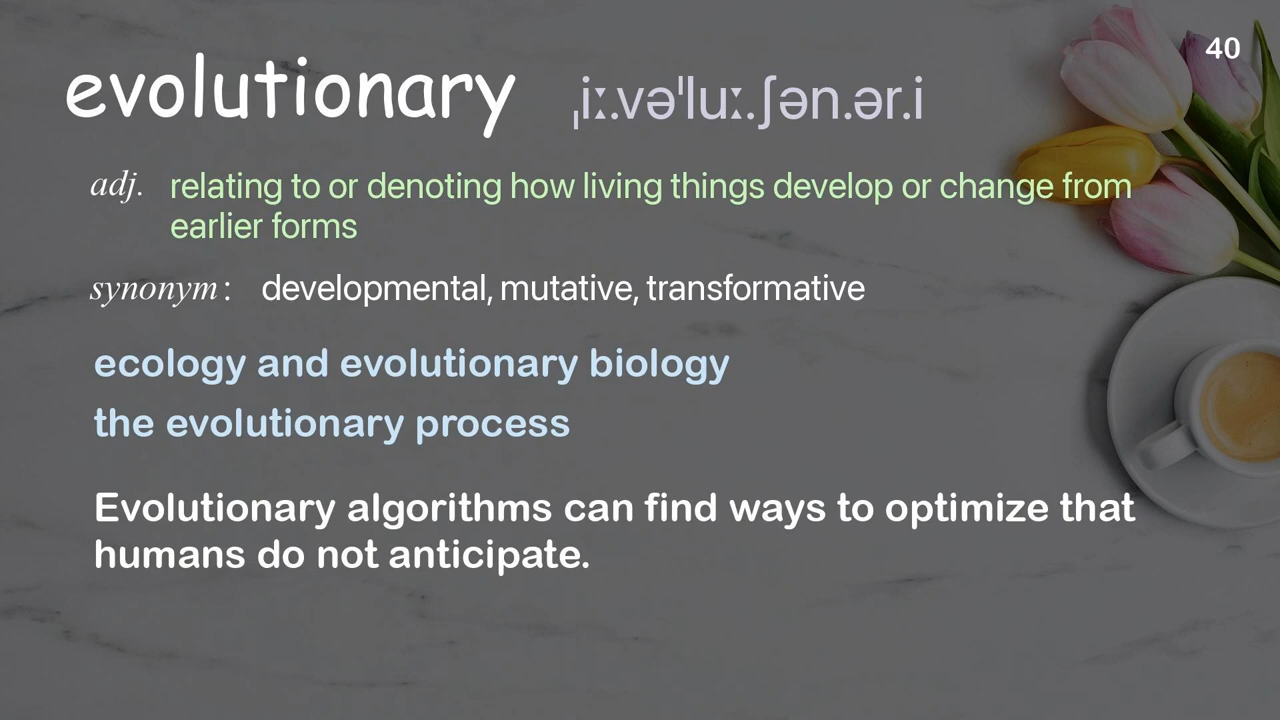 40
evolutionary ˌiː.vəˈluː.ʃən.ər.i
adj. relating to or denoting how living things develop or change from
earlier forms
synonym: developmental, mutative, transformative
ecology and evolutionary biology
the evolutionary process
Evolutionary algorithms can find ways to optimize that
humans do not anticipate.